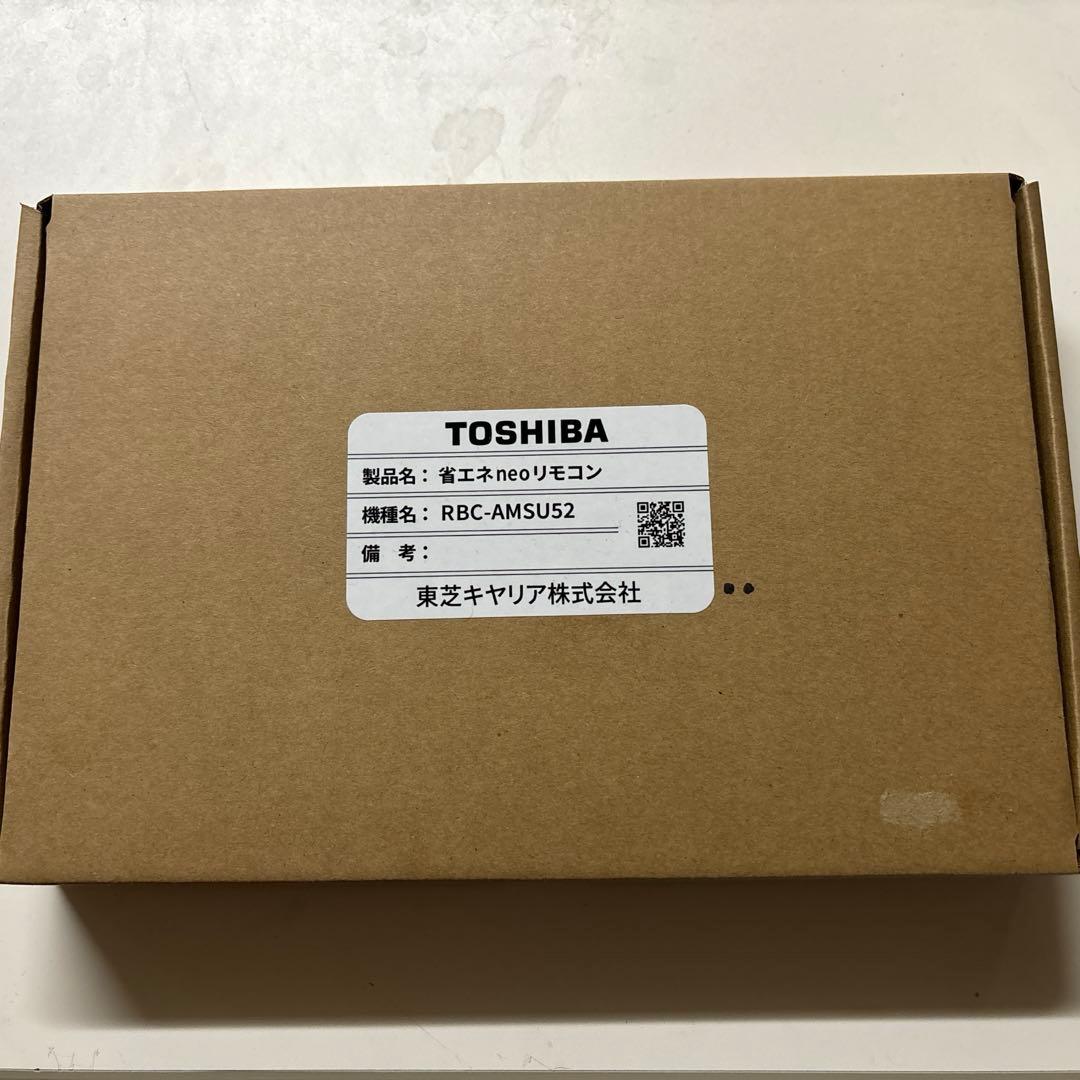 TOSHIBA
製品名：省エネneoリモコン
機種名：RBC-AMSU52
備 考：
東芝キヤリア株式会社